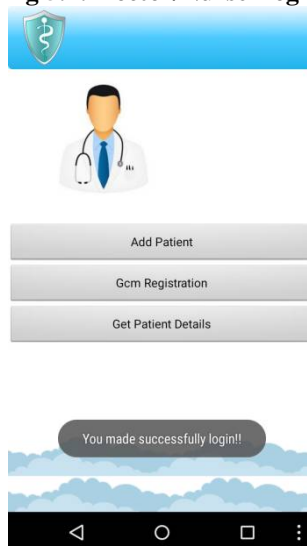 Add Patient
Gcm Registration
Get Patient Details
You made successfully login!!